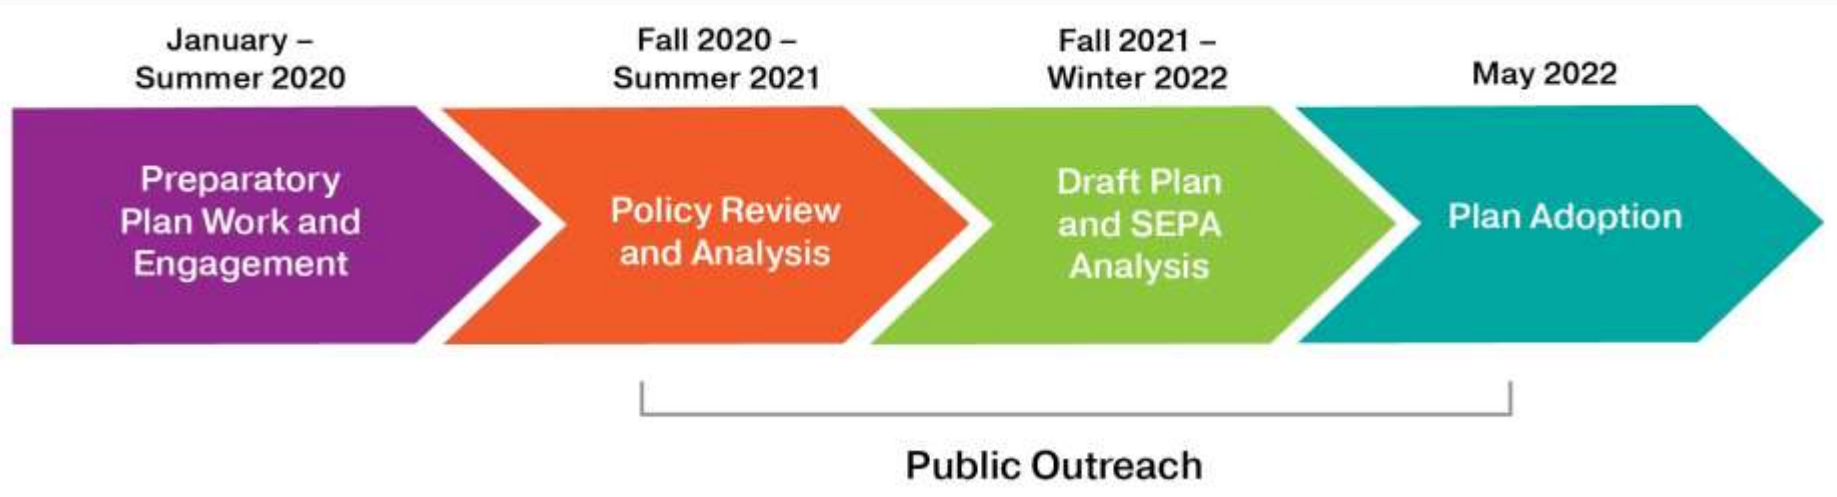 January –
Summer 2020
Fall 2020 –
Summer 2021
Fall 2021 –
Winter 2022
May 2022
Preparatory
Plan Work and
Engagement
Policy Review
and Analysis
Draft Plan
and SEPA
Analysis
Plan Adoption
Public Outreach